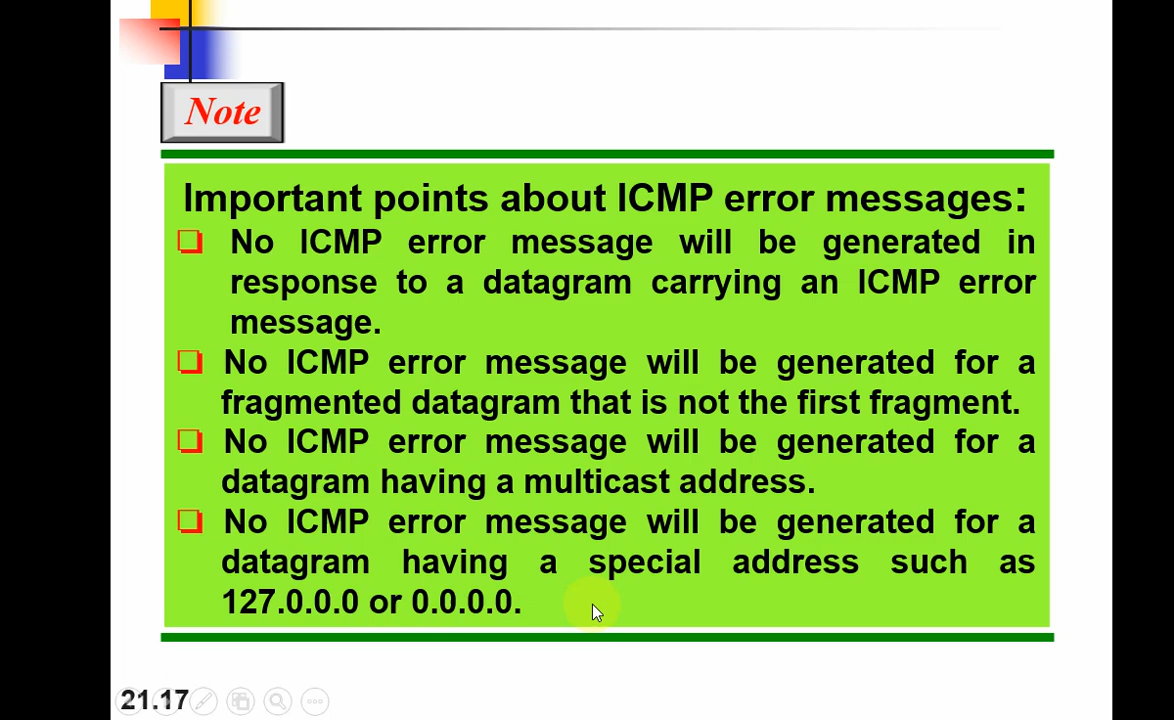 Note
Important points about ICMP error messages:
No ICMP error message will be generated in
response to a datagram carrying an ICMP error
message.
No ICMP error message will be generated for a
fragmented datagram that is not the first fragment.
No ICMP error message will be generated for a
datagram having a multicast address.
No ICMP error message will be generated for a
datagram having a special address such as
127.0.0.0 or 0.0.0.0.
21.17